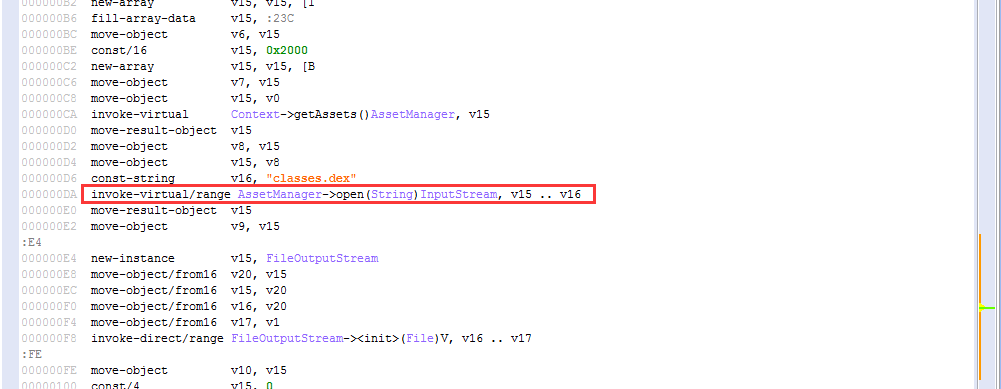 000000B2 new-array v15, v15, [I
000000B6 fill-array-data v15, :23C
000000BC move-object v6, v15
000000BE const/16 v15, 0x2000
000000C2 new-array v15, v15, [B
000000C6 move-object v7, v15
000000C8 move-object v15, v0
000000CA invoke-virtual Context->getAssets()AssetManager, v15
000000D0 move-result-object v15
000000D2 move-object v8, v15
000000D4 move-object v15, v8
000000D6 const-string v16, "classes.dex"
000000DA invoke-virtual/range AssetManager->open(String)InputStream, v15 .. v16
000000E0 move-result-object v15
000000E2 move-object v9, v15
:E4
000000E4 new-instance v15, FileOutputStream
000000E8 move-object/from16 v20, v15
000000EC move-object/from16 v15, v20
000000F0 move-object/from16 v16, v20
000000F4 move-object/from16 v17, v1
000000F8 invoke-direct/range FileOutputStream-><init>(File)V, v16 .. v17
:FE
000000FE move-object v10, v15
00000100 const/4 v15, 0